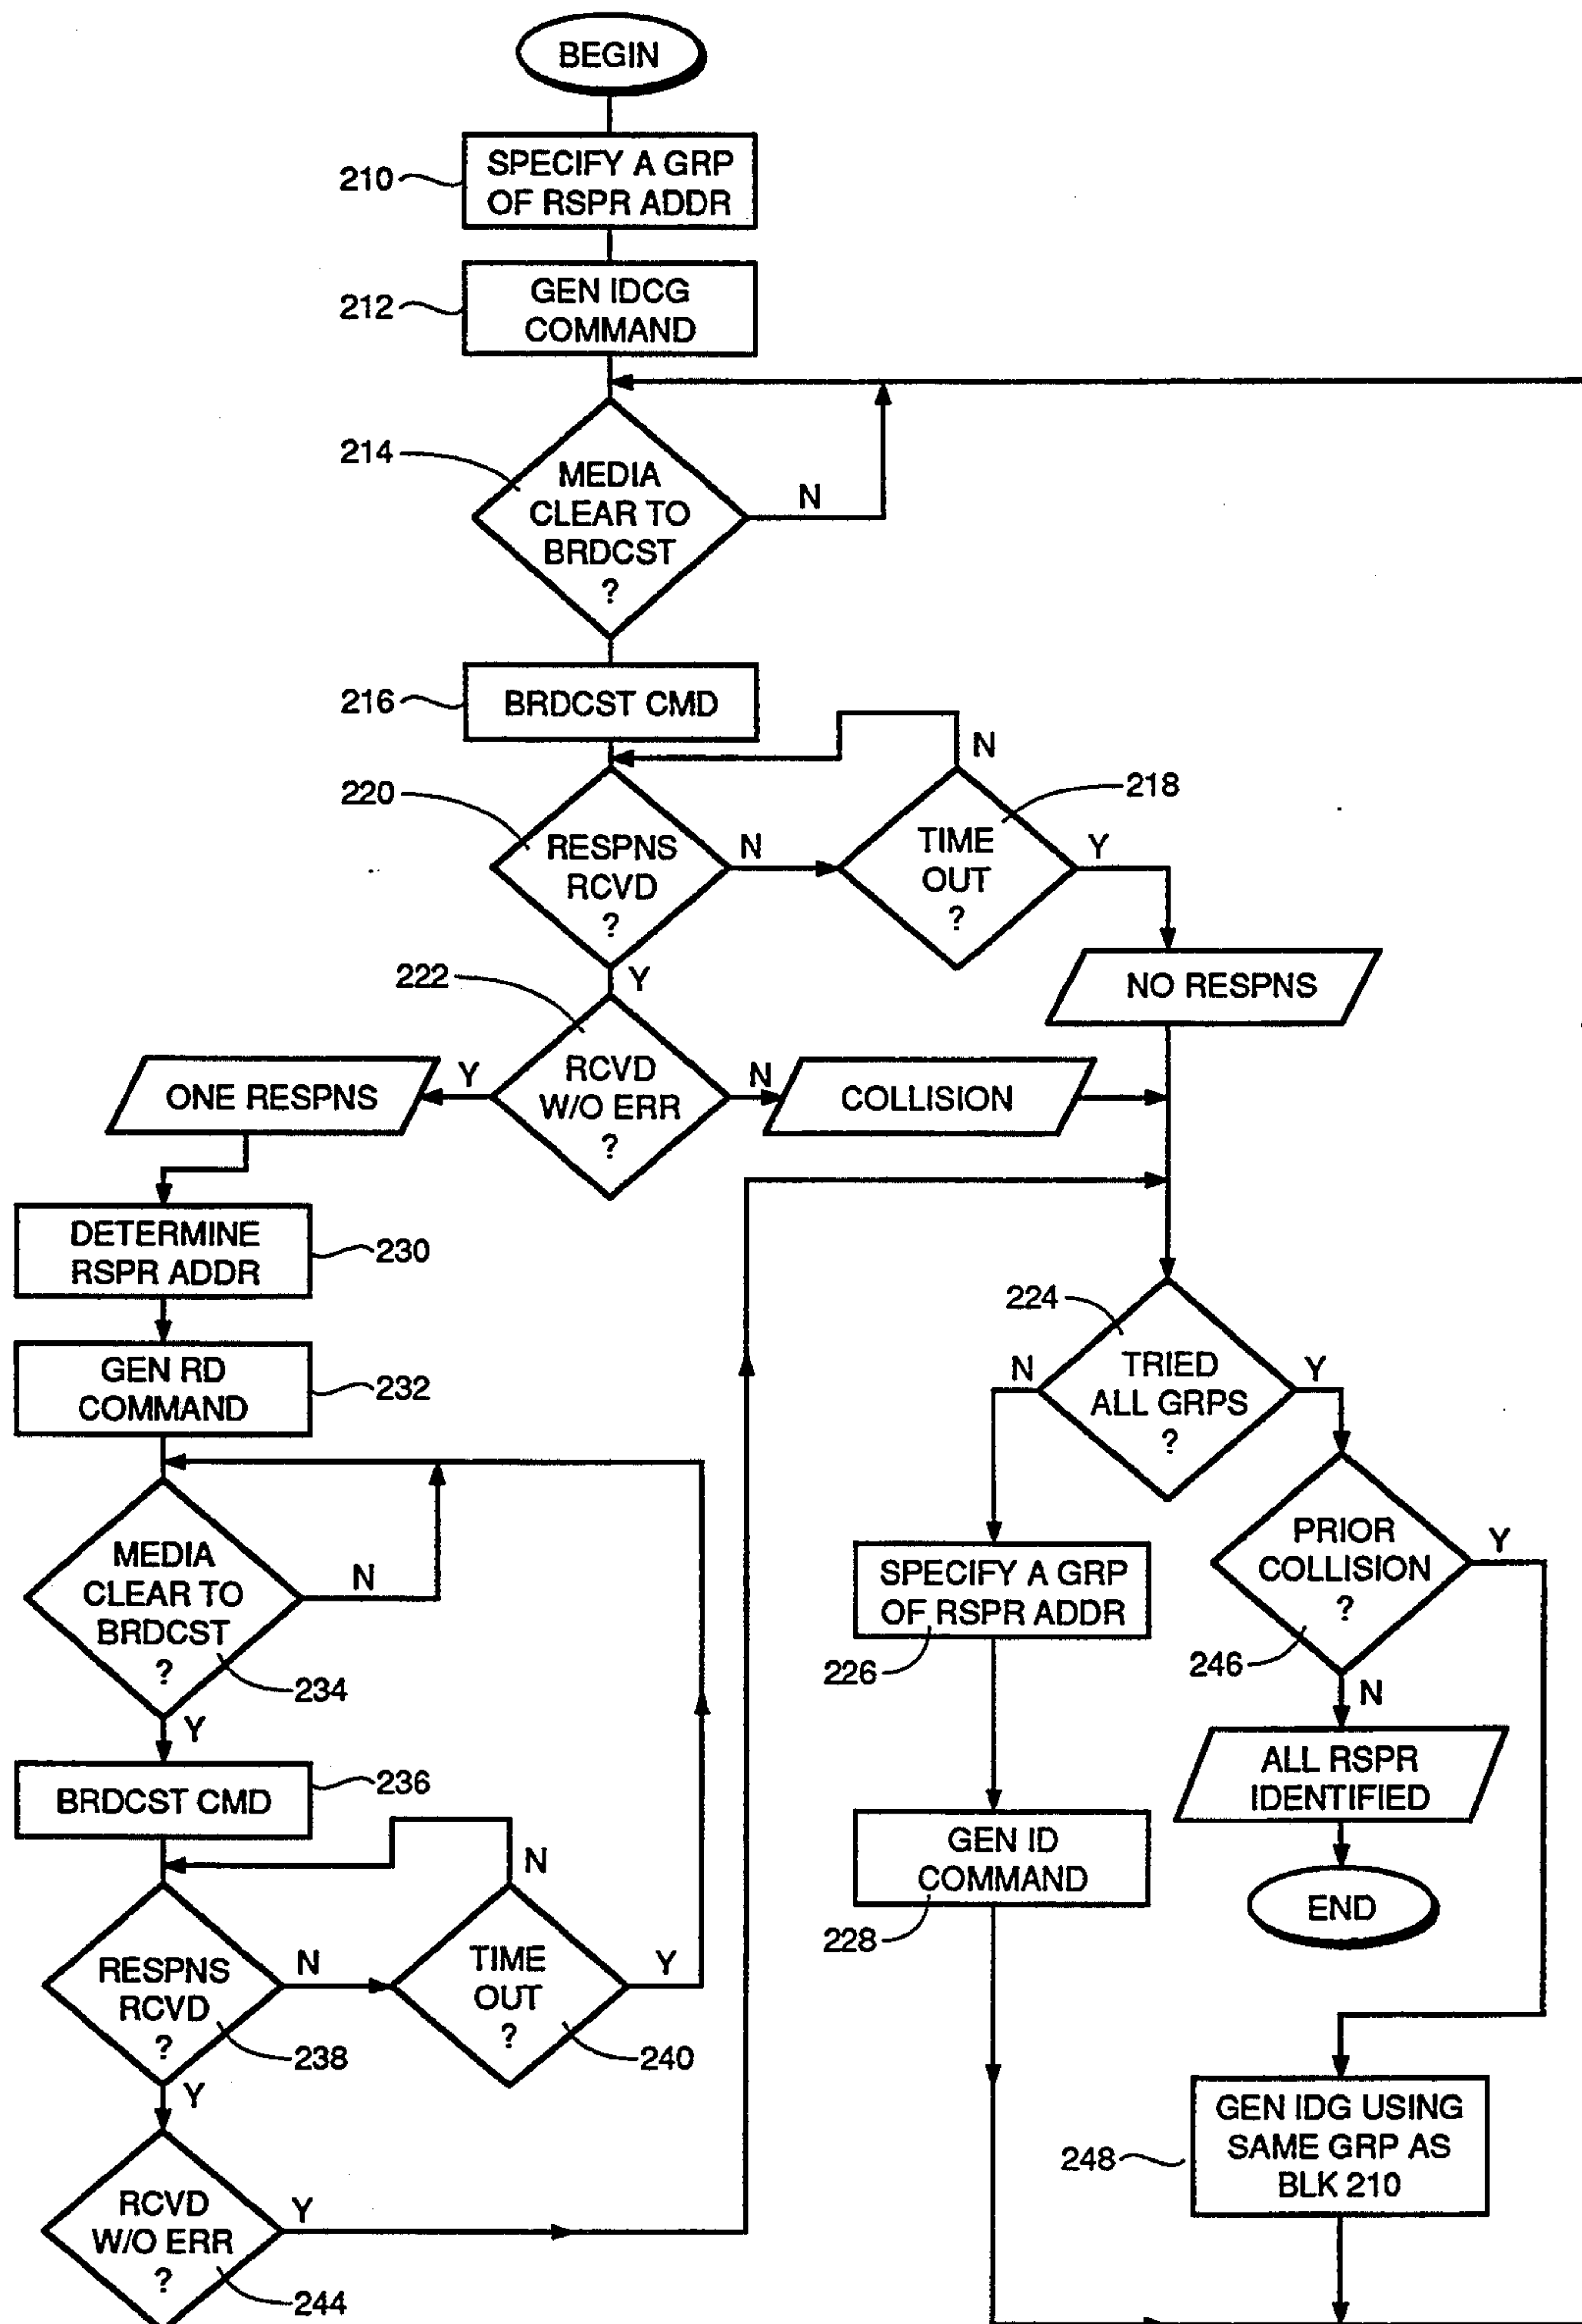 BEGIN
210
SPECIFY A GRP
OF RSPR ADDR
212
GEN IDCG
COMMAND
214
MEDIA
CLEAR TO
BRDCST
?
N
216
BRDCST CMD
N
220
218
RESPNS
RCVD
?
N
TIME
OUT
?
Y
NO RESPNS
222
Y
ONE RESPNS
Y
RCVD
W/O ERR
?
N
COLLISION
DETERMINE
RSPR ADDR
230
224
GEN RD
COMMAND
232
N
TRIED
ALL GRPS
?
Y
MEDIA
CLEAR TO
BRDCST
?
N
234
Y
SPECIFY A GRP
OF RSPR ADDR
226
PRIOR
COLLISION
?
Y
246
N
BRDCST CMD
236
ALL RSPR
IDENTIFIED
GEN ID
COMMAND
228
END
N
RESPNS
RCVD
?
N
238
TIME
OUT
?
Y
240
Y
GEN IDG USING
SAME GRP AS
BLK 210
248
RCVD
W/O ERR
?
Y
244